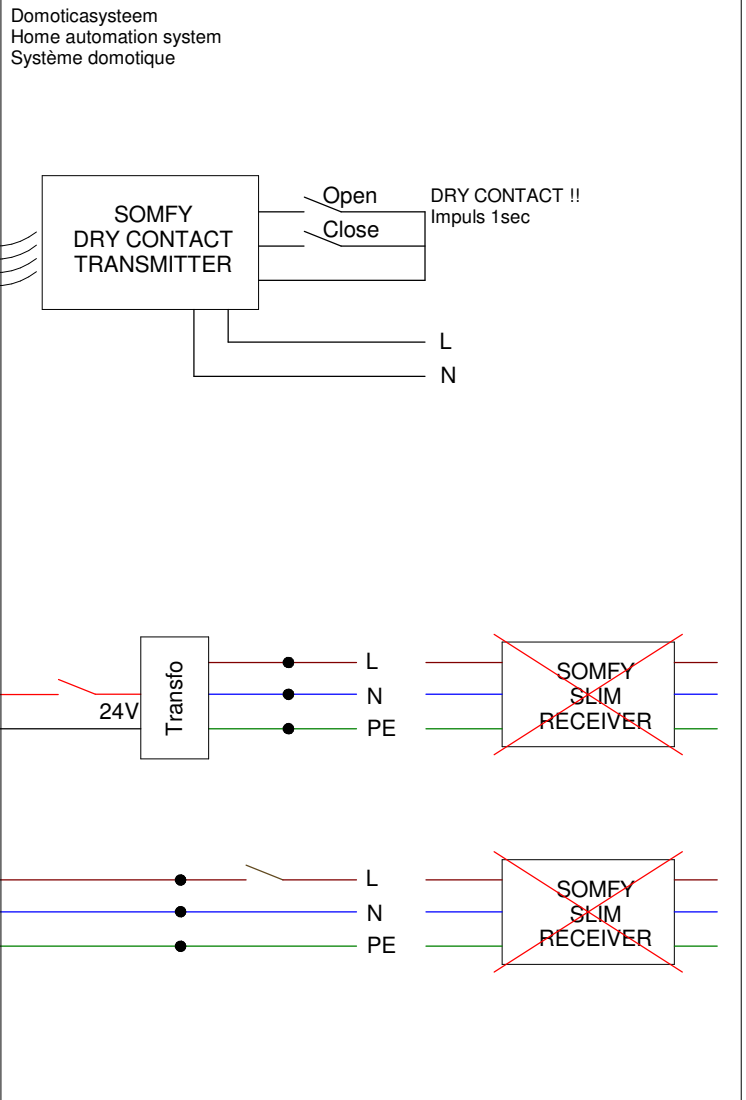 Domoticasysteem
Home automation system
Système domotique
SOMFY
DRY CONTACT
TRANSMITTER
Open
Close
DRY CONTACT !!
Impuls 1sec
L
N
24V
Transfo
L
N
PE
SOMFY
SLIM
RECEIVER
L
N
PE
SOMFY
SLIM
RECEIVER